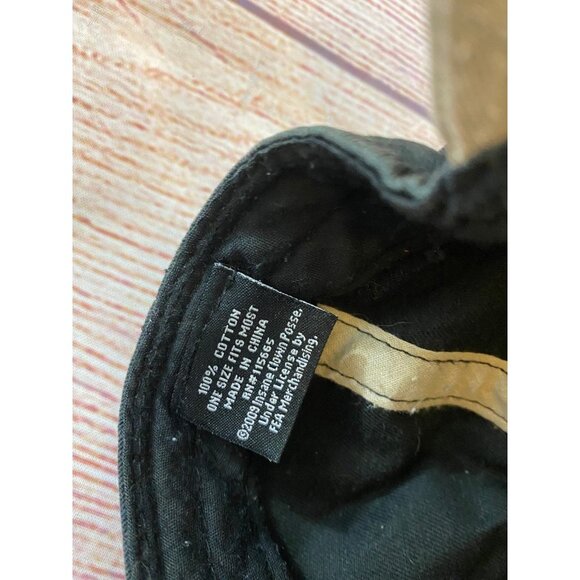 100% COTTON
ONE SIZE FITS MOST
MADE IN CHINA
RN#115665
©2009 Insane Clown Posse.
Under License by
FEA Merchandising.